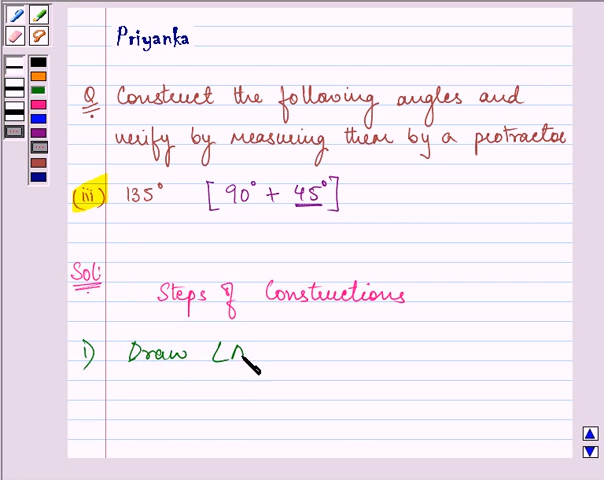 Priyanka
Q Construct the following angles and
verify by measuring them by a protractor
(iii) 135° [90° + 45°]
Sol:
Steps of Constructions
1) Draw ∠A